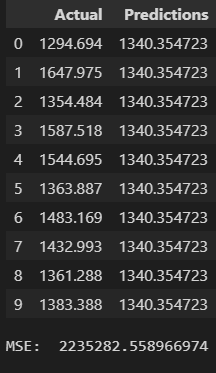 Actual Predictions
0 1294.694 1340.354723
1 1647.975 1340.354723
2 1354.484 1340.354723
3 1587.518 1340.354723
4 1544.695 1340.354723
5 1363.887 1340.354723
6 1483.169 1340.354723
7 1432.993 1340.354723
8 1361.288 1340.354723
9 1383.388 1340.354723
MSE: 2235282.558966974